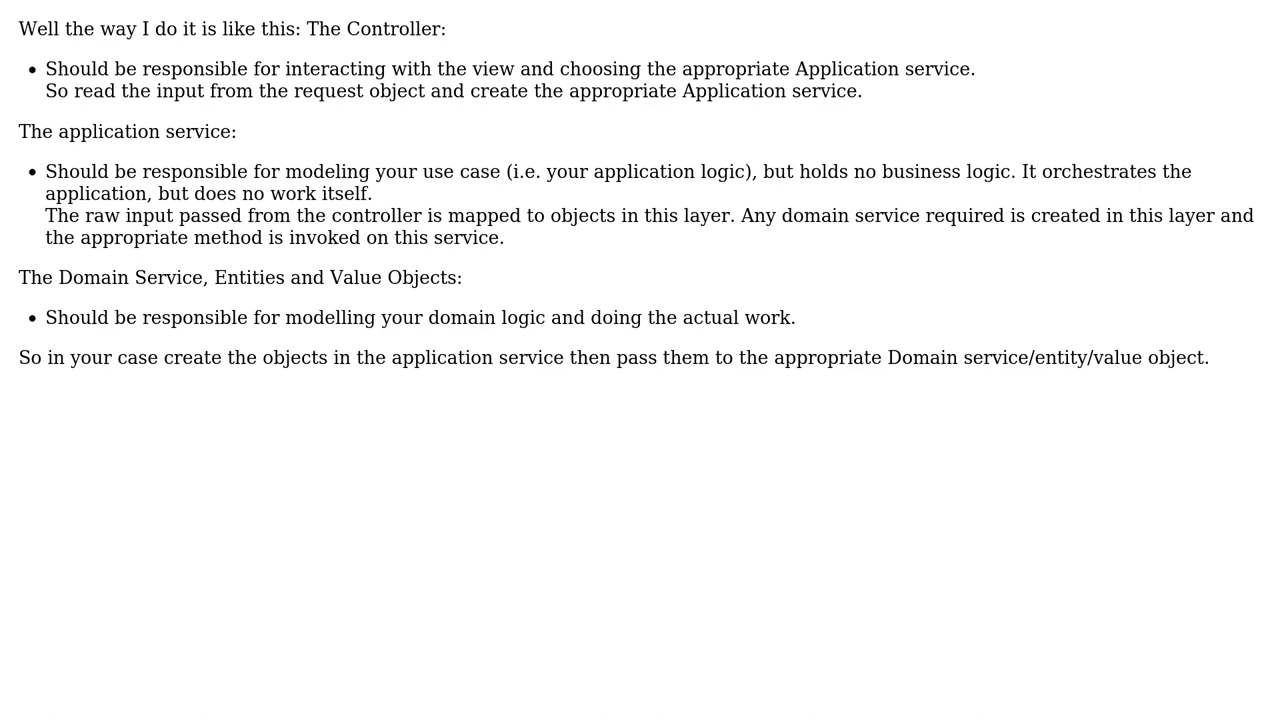 Well the way I do it is like this: The Controller:
• Should be responsible for interacting with the view and choosing the appropriate Application service.
So read the input from the request object and create the appropriate Application service.
The application service:
• Should be responsible for modeling your use case (i.e. your application logic), but holds no business logic. It orchestrates the
application, but does no work itself.
The raw input passed from the controller is mapped to objects in this layer. Any domain service required is created in this layer and
the appropriate method is invoked on this service.
The Domain Service, Entities and Value Objects:
• Should be responsible for modelling your domain logic and doing the actual work.
So in your case create the objects in the application service then pass them to the appropriate Domain service/entity/value object.